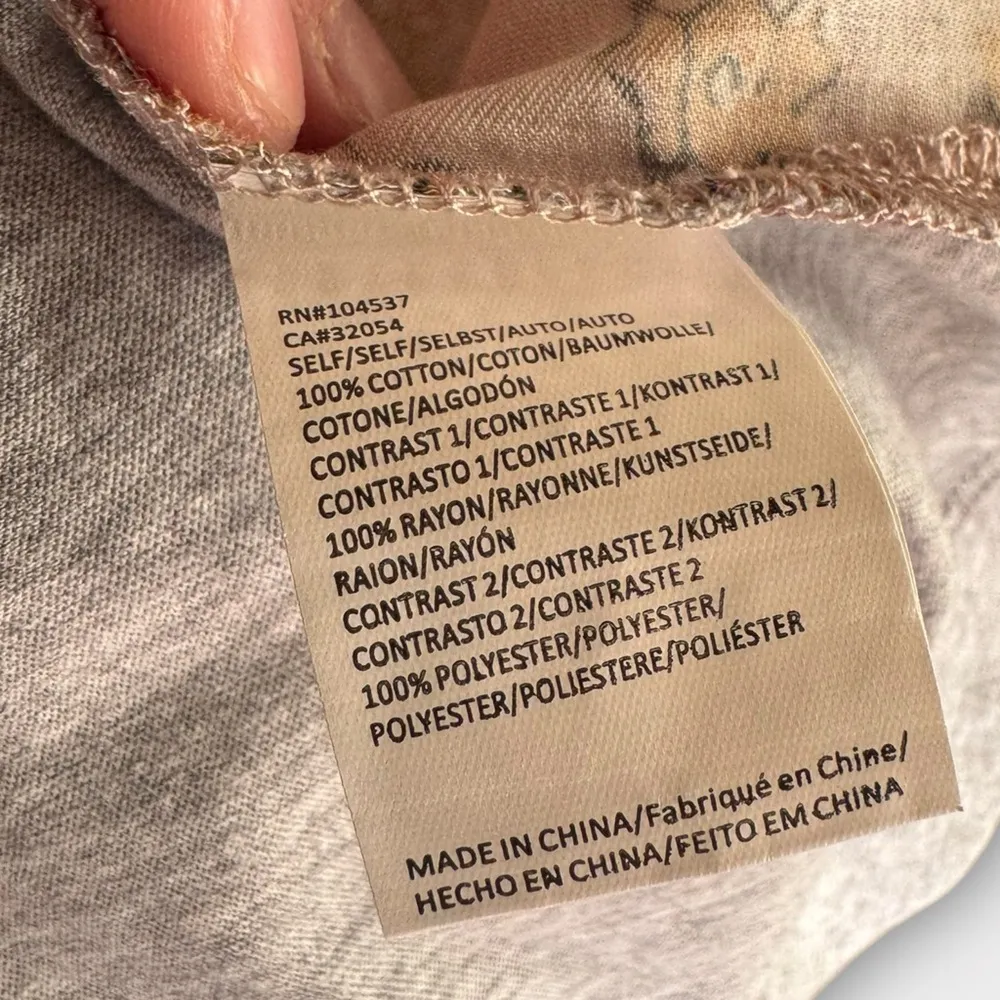 RN#104537
CA#32054
SELF/SELF/SELBST/AUTO/AUTO
100% COTTON/COTON/BAUMWOLLE/
COTONE/ALGODÓN
CONTRAST 1/CONTRASTE 1/KONTRAST 1/
CONTRASTO 1/CONTRASTE 1
100% RAYON/RAYONNE/KUNSTSEIDE/
RAION/RAYÓN
CONTRAST 2/CONTRASTE 2/KONTRAST 2/
CONTRASTO 2/CONTRASTE 2
100% POLYESTER/POLYESTER/
POLYESTER/POLIESTERE/POLIÉSTER
MADE IN CHINA/Fabriqué en Chine/
HECHO EN CHINA/FEITO EM CHINA